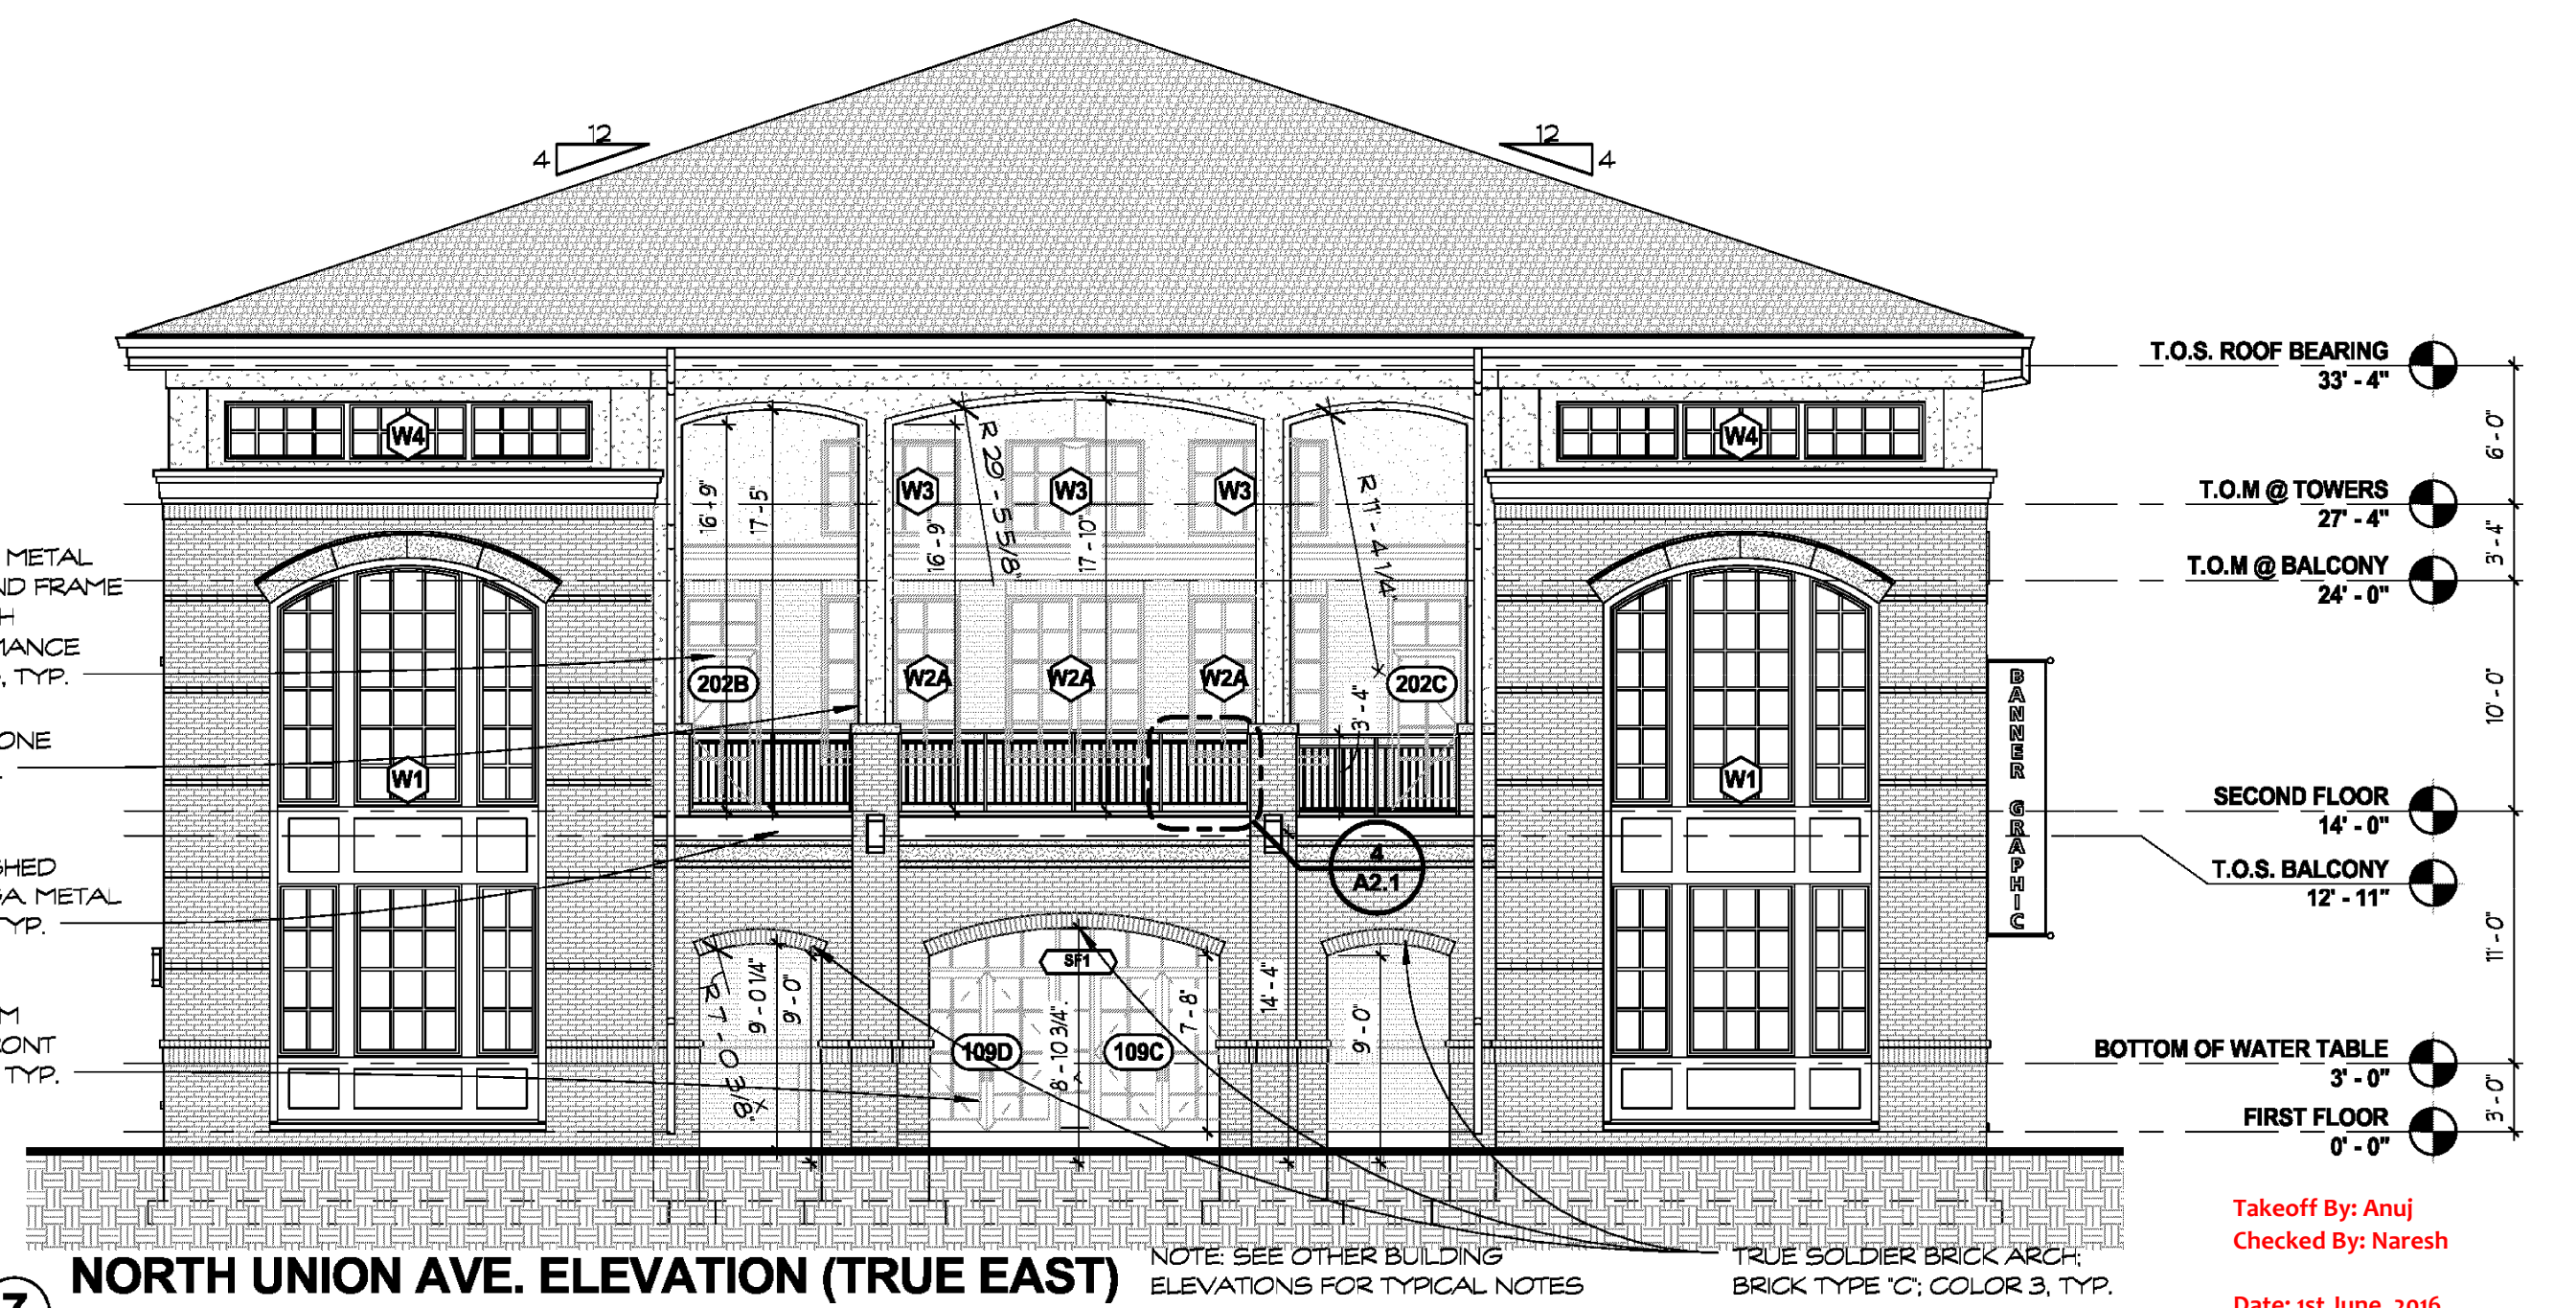 12
4
12
4
T.O.S. ROOF BEARING
33' - 4"
6' - 0"
T.O.M @ TOWERS
27' - 4"
3' - 4"
T.O.M @ BALCONY
24' - 0"
10' - 0"
SECOND FLOOR
14' - 0"
T.O.S. BALCONY
12' - 11"
11' - 0"
BOTTOM OF WATER TABLE
3' - 0"
3' - 0"
FIRST FLOOR
0' - 0"
W4
W4
W3
W3
W3
16' - 9"
17' - 5"
16' - 9"
R 29' - 5 5/8"
17' - 10"
R 11' - 4 1/4"
METAL
ND FRAME
H
MANCE
, TYP.
202B
W2A
W2A
W2A
202C
3' - 4"
ONE
W1
W1
BANNER GRAPHIC
4
A2.1
SHED
GA. METAL
YP.
SF1
9' - 0 1/4"
9' - 0"
R 7' - 0 3/8"
8' - 10 3/4"
7' - 8"
14' - 4"
9' - 0"
109D
109C
M
RONT
TYP.
NORTH UNION AVE. ELEVATION (TRUE EAST)
NOTE: SEE OTHER BUILDING
ELEVATIONS FOR TYPICAL NOTES
TRUE SOLDIER BRICK ARCH;
BRICK TYPE "C"; COLOR 3, TYP.
Takeoff By: Anuj
Checked By: Naresh
Date: 1st June, 2016